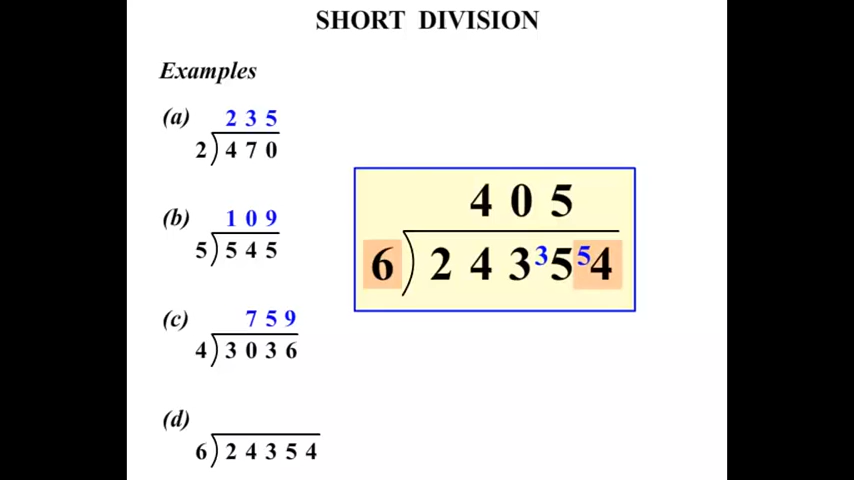 SHORT DIVISION
Examples
(a) 2 3 5
2 ) 4 7 0
(b) 1 0 9
5 ) 5 4 5
(c) 7 5 9
4 ) 3 0 3 6
(d)
6 ) 2 4 3 5 4
4 0 5
6 ) 2 4 3 3 5 5 4